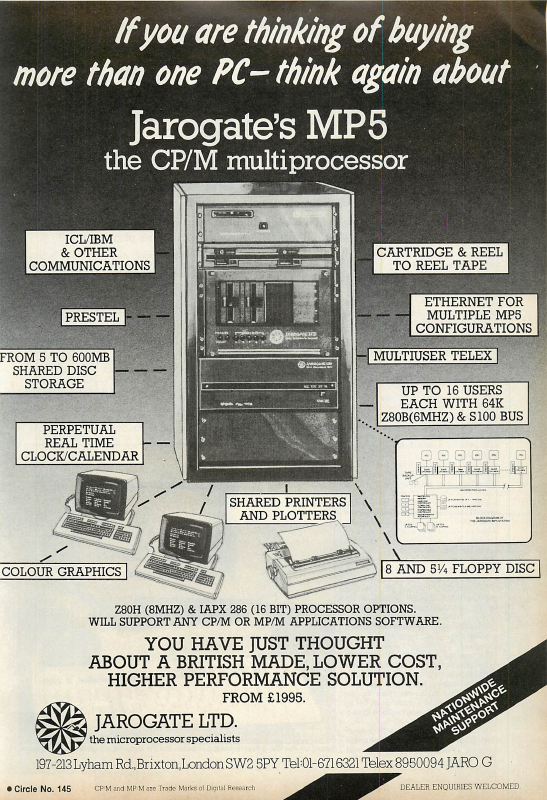 If you are thinking of buying
more than one PC – think again about
Jarogate's MP5
the CP/M multiprocessor
ICL/IBM
& OTHER
COMMUNICATIONS
CARTRIDGE & REEL
TO REEL TAPE
PRESTEL
ETHERNET FOR
MULTIPLE MP5
CONFIGURATIONS
FROM 5 TO 600MB
SHARED DISC
STORAGE
MULTIUSER TELEX
UP TO 16 USERS
EACH WITH 64K
Z80B(6MHZ) & S100 BUS
PERPETUAL
REAL TIME
CLOCK/CALENDAR
SHARED PRINTERS
AND PLOTTERS
COLOUR GRAPHICS
8 AND 5¼ FLOPPY DISC
Z80H (8MHZ) & IAPX 286 (16 BIT) PROCESSOR OPTIONS.
WILL SUPPORT ANY CP/M OR MP/M APPLICATIONS SOFTWARE.
YOU HAVE JUST THOUGHT
ABOUT A BRITISH MADE, LOWER COST,
HIGHER PERFORMANCE SOLUTION.
FROM £1995.
NATIONWIDE
MAINTENANCE
SUPPORT
JAROGATE LTD.
the microprocessor specialists
197-213 Lyham Rd., Brixton, London SW2 5PY Tel: 01-671 6321 Telex 8950094 JARO G
• Circle No. 145
CP/M and MP/M are Trade Marks of Digital Research
DEALER ENQUIRIES WELCOMED.